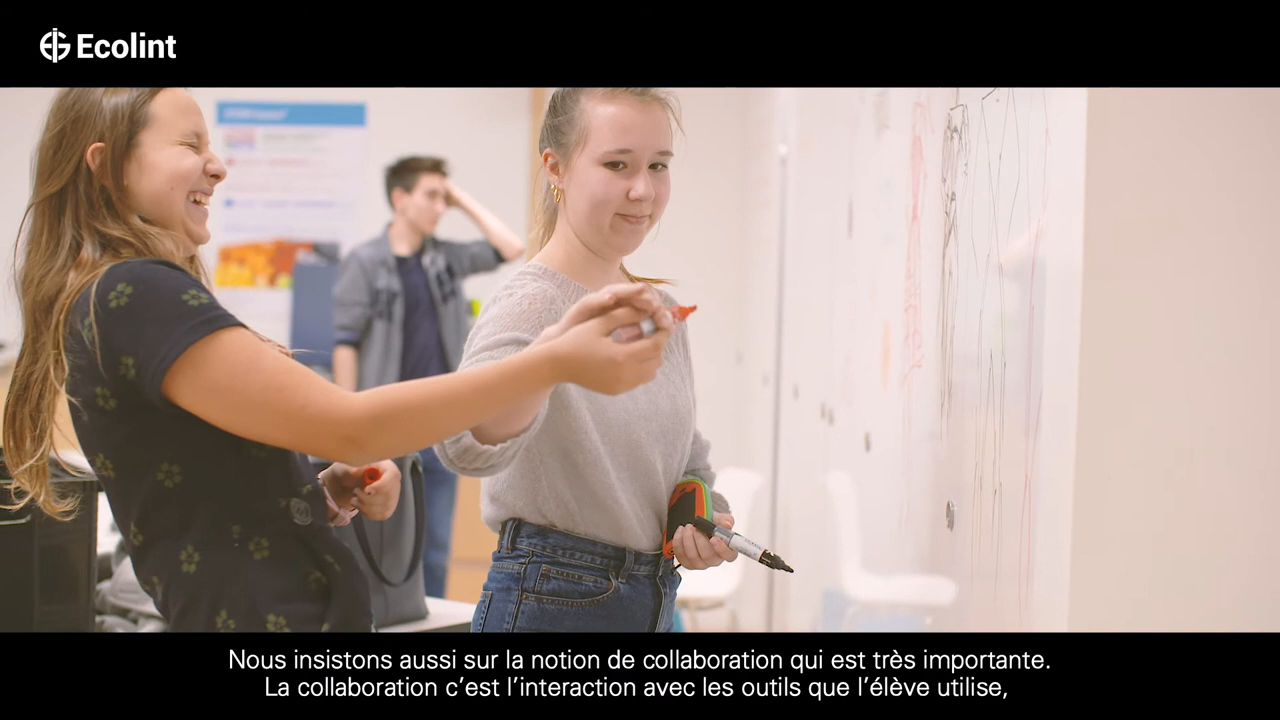 Ecolint
Nous insistons aussi sur la notion de collaboration qui est très importante.
La collaboration c’est l’interaction avec les outils que l’élève utilise,